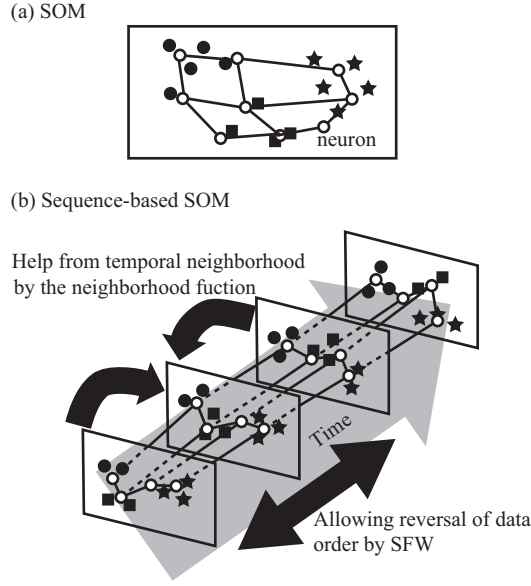 (a) SOM
neuron
(b) Sequence-based SOM
Help from temporal neighborhood
by the neighborhood fuction
Time
Allowing reversal of data
order by SFW